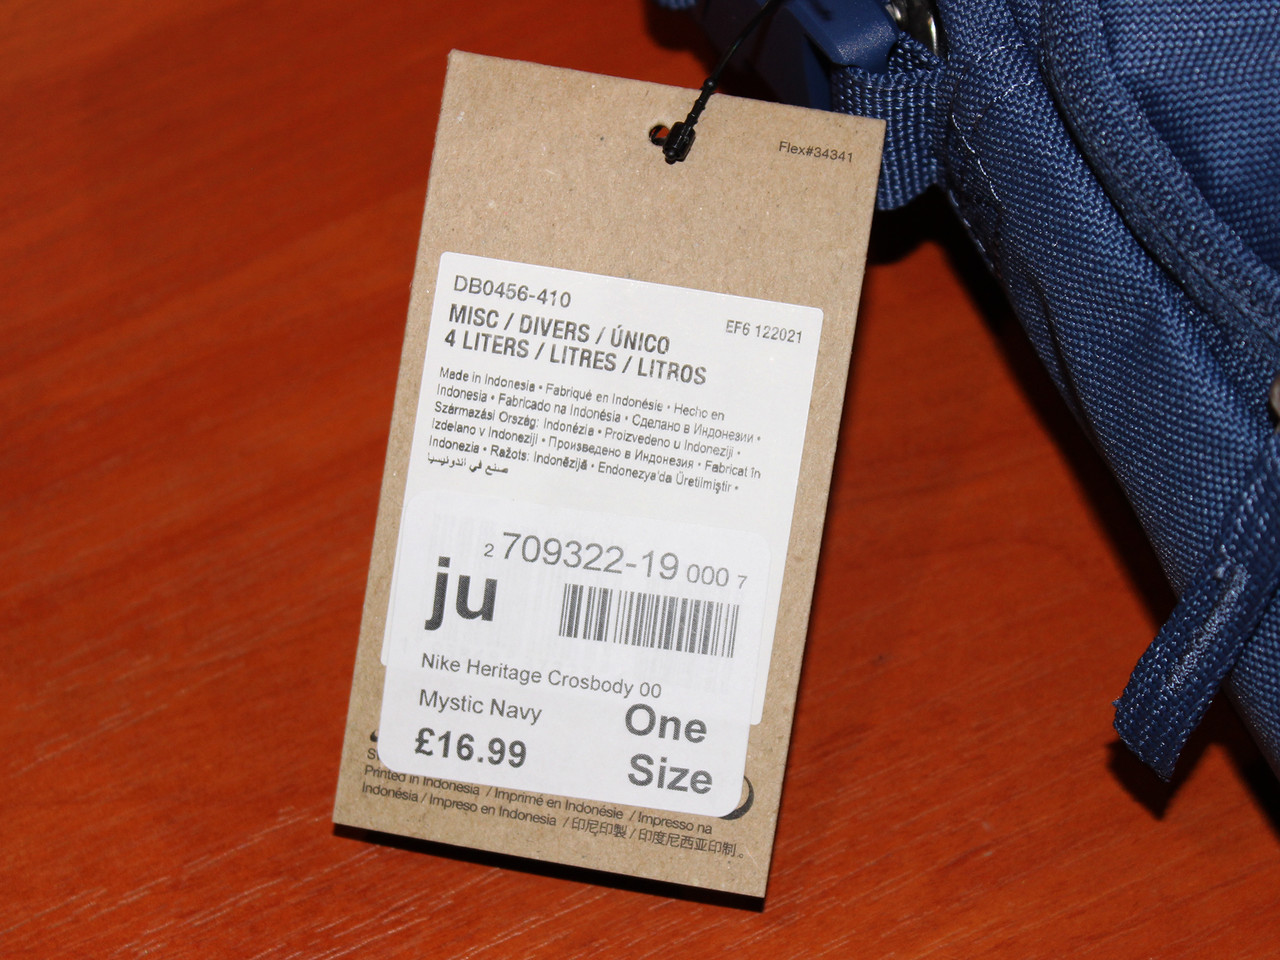 Flex#34341
DB0456-410
EF6 122021
MISC / DIVERS / ÚNICO
4 LITERS / LITRES / LITROS
Made in Indonesia • Fabriqué en Indonésie • Hecho en
Indonesia • Fabricado na Indonésia • Сделано в Индонезии •
Származási Ország: Indonézia • Proizvedeno u Indoneziji •
Izdelano v Indoneziji • Произведено в Индонезия • Fabricat în
Indonezia • Ražots: Indonēzijā • Endonezya'da Üretilmiştir •
صنع في أندونيسيا
2 709322-19 000 7
ju
Nike Heritage Crosbody 00
Mystic Navy
£16.99
One
Size
Printed in Indonesia / Imprimé en Indonésie / Impresso na
Indonésia / Impreso en Indonesia / 印尼印製 / 印度尼西亚印制。